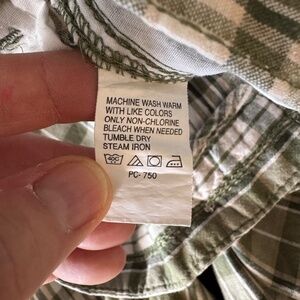 MACHINE WASH WARM
WITH LIKE COLORS
ONLY NON-CHLORINE
BLEACH WHEN NEEDED
TUMBLE DRY
STEAM IRON
PC-750